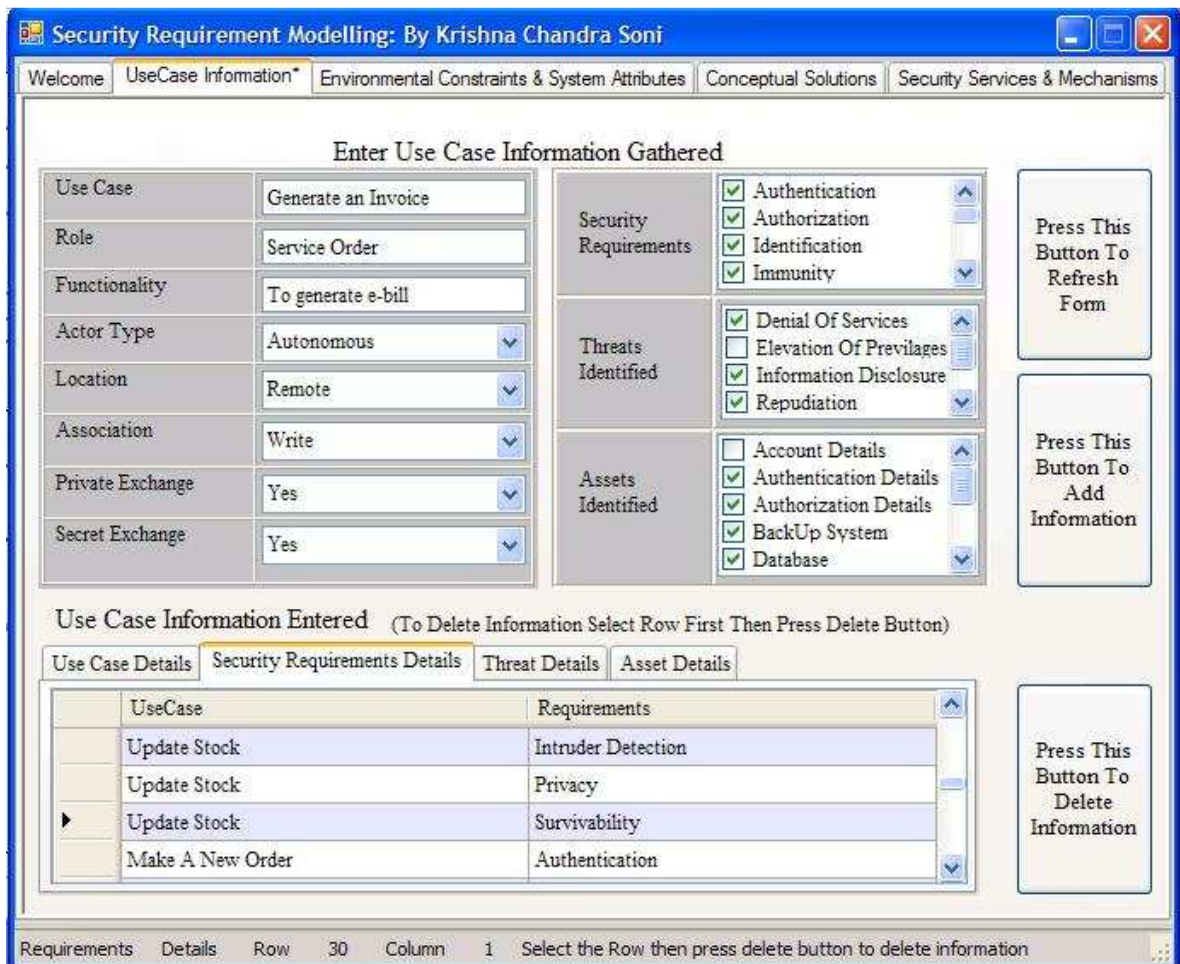 Security Requirement Modelling: By Krishna Chandra Soni
Welcome
UseCase Information*
Environmental Constraints & System Attributes
Conceptual Solutions
Security Services & Mechanisms
Enter Use Case Information Gathered
Use Case
Generate an Invoice
Role
Service Order
Functionality
To generate e-bill
Actor Type
Autonomous
Location
Remote
Association
Write
Private Exchange
Yes
Secret Exchange
Yes
Security
Requirements
Authentication
Authorization
Identification
Immunity
Threats
Identified
Denial Of Services
Elevation Of Previlages
Information Disclosure
Repudiation
Assets
Identified
Account Details
Authentication Details
Authorization Details
BackUp System
Database
Press This
Button To
Refresh
Form
Press This
Button To
Add
Information
Use Case Information Entered (To Delete Information Select Row First Then Press Delete Button)
Use Case Details
Security Requirements Details
Threat Details
Asset Details
UseCase Requirements
Update Stock Intruder Detection
Update Stock Privacy
Update Stock Survivability
Make A New Order Authentication
Press This
Button To
Delete
Information
Requirements Details Row 30 Column 1 Select the Row then press delete button to delete information